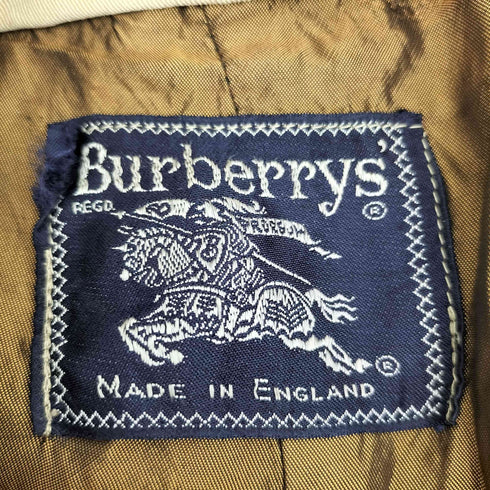 Burberrys'
REGD. ®
PRORSUM
®
MADE IN ENGLAND